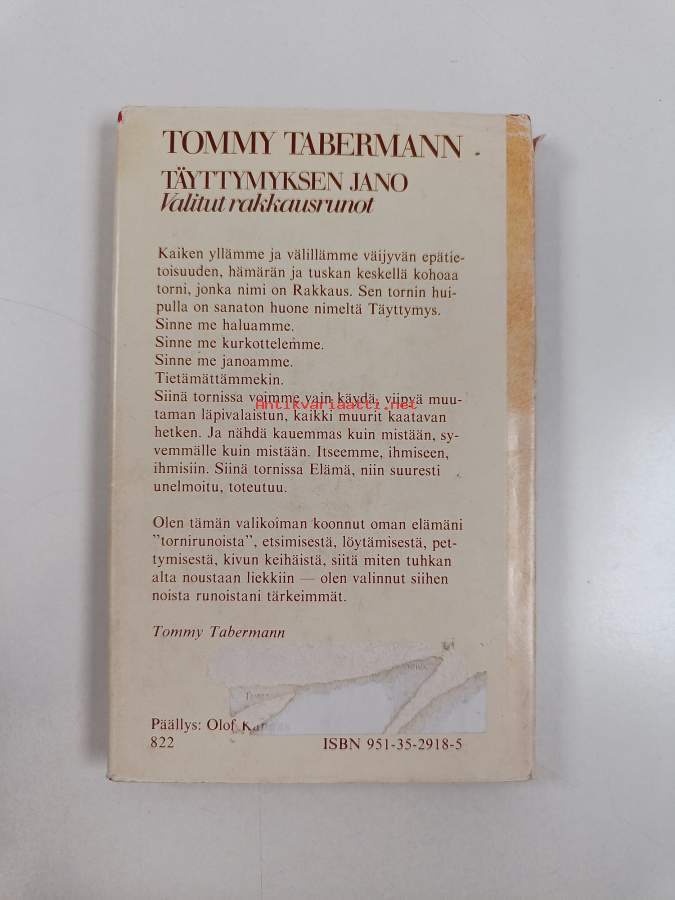 TOMMY TABERMANN
TÄYTTYMYKSEN JANO
Valitut rakkausrunot
Kaiken yllämme ja välillämme väijyvän epätie-
toisuuden, hämärän ja tuskan keskellä kohoaa
torni, jonka nimi on Rakkaus. Sen tornin hui-
pulla on sanaton huone nimeltä Täyttymys.
Sinne me haluamme.
Sinne me kurkottelemme.
Sinne me janoamme.
Tietämättämmekin.
Siinä tornissa voimme vain käydä, viipyä muu-
Antikvariaatti.net
taman läpivalaistun, kaikki muurit kaatavan
hetken. Ja nähdä kauemmas kuin mistään, sy-
vemmälle kuin mistään. Itseemme, ihmiseen,
ihmisiin. Siinä tornissa Elämä, niin suuresti
unelmoitu, toteutuu.
Olen tämän valikoiman koonnut oman elämäni
"tornirunoista", etsimisestä, löytämisestä, pet-
tymisestä, kivun keihäistä, siitä miten tuhkan
alta noustaan liekkiin — olen valinnut siihen
noista runoistani tärkeimmät.
Tommy Tabermann
Päällys: Olof
822 ISBN 951-35-2918-5